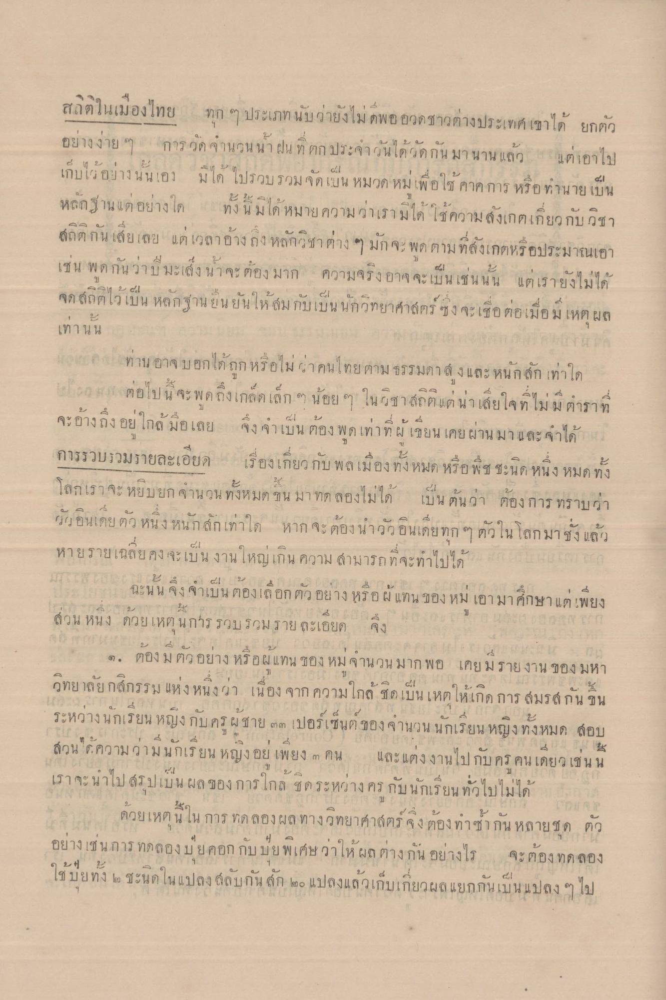 สถิติในเมืองไทย ทุก ๆ ประเภทนับว่ายังไม่ดีพออวดชาวต่างประเทศเขาได้ ยกตัว
อย่างง่าย ๆ การวัดจำนวนน้ำฝนที่ตกประจำวันได้วัดกันมานานแล้ว แต่เอาไป
เก็บไว้อย่างนั้นเอง มิได้ไปรวบรวมจัดเป็นหมวดหมู่เพื่อใช้คาดการหรือทำนายเป็น
หลักฐานแต่อย่างใด ทั้งนี้มิได้หมายความว่าเรามิได้ใช้ความสังเกตเกี่ยวกับวิชา
สถิติกันเสียเลย แต่เวลาอ้างถึงหลักวิชาต่าง ๆ มักจะพูดตามที่สังเกตหรือประมาณเอา
เช่น พูดกันว่าปีมะเส็งน้ำจะต้องมาก ความจริงอาจจะเป็นเช่นนั้น แต่เรายังไม่ได้
จดสถิติไว้เป็นหลักฐานยืนยันให้สมกับเป็นนักวิทยาศาสตร์ซึ่งจะเชื่อต่อเมื่อมีเหตุผล
เท่านั้น
ท่านอาจบอกได้ถูกหรือไม่ว่าคนไทยตามธรรมดาสูงและหนักสักเท่าใด
ต่อไปนี้จะพูดถึงเกล็ดเล็ก ๆ น้อย ๆ ในวิชาสถิติแต่น่าเสียใจที่ไม่มีตำราที่
จะอ้างถึงอยู่ใกล้มือเลย จึงจำเป็นต้องพูดเท่าที่ผู้เขียนเคยผ่านมาและจำได้
การรวบรวมรายละเอียด เรื่องเกี่ยวกับพลเมืองทั้งหมดหรือพืชชะนิดหนึ่งหมดทั้ง
โลกเราจะหยิบยกจำนวนทั้งหมดขึ้นมาทดลองไม่ได้ เป็นต้นว่า ต้องการทราบว่า
วัวอินเดียตัวหนึ่งหนักสักเท่าใด หากจะต้องนำวัวอินเดียทุก ๆ ตัวในโลกมาชั่งแล้ว
หายรายเฉลี่ยคงจะเป็นงานใหญ่เกินความสามารถที่จะทำไปได้
ฉะนั้นจึงจำเป็นต้องเลือกตัวอย่างหรือผู้แทนของหมู่เอามาศึกษาแต่เพียง
ส่วนหนึ่ง ด้วยเหตุนี้การรวบรวมรายละเอียด จึง
๑. ต้องมีตัวอย่างหรือผู้แทนของหมู่จำนวนมากพอ เคยมีรายงานของมหา
วิทยาลัยกสิกรรมแห่งหนึ่งว่า เนื่องจากความใกล้ชิดเป็นเหตุให้เกิดการสมรสกันขึ้น
ระหว่างนักเรียนหญิงกับครูผู้ชาย ๓๓ เปอร์เซ็นต์ของจำนวนนักเรียนหญิงทั้งหมด สอบ
สวนได้ความว่ามีนักเรียนหญิงอยู่เพียง ๓ คน และแต่งงานไปกับครูคนเดียวเช่นนี้
เราจะนำไปสรุปเป็นผลของการใกล้ชิดระหว่างครูกับนักเรียนทั่วไปไม่ได้
ด้วยเหตุนี้ในการทดลองผลทางวิทยาศาสตร์จึงต้องทำซ้ำกันหลายชุด ตัว
อย่างเช่นการทดลองปุ๋ยคอกกับปุ๋ยพิเศษว่าให้ผลต่างกันอย่างไร จะต้องทดลอง
ใช้ปุ๋ยทั้ง ๒ ชะนิดในแปลงสลับกันสัก ๒๐ แปลงแล้วเก็บเกี่ยวผลแยกกันเป็นแปลง ๆ ไป